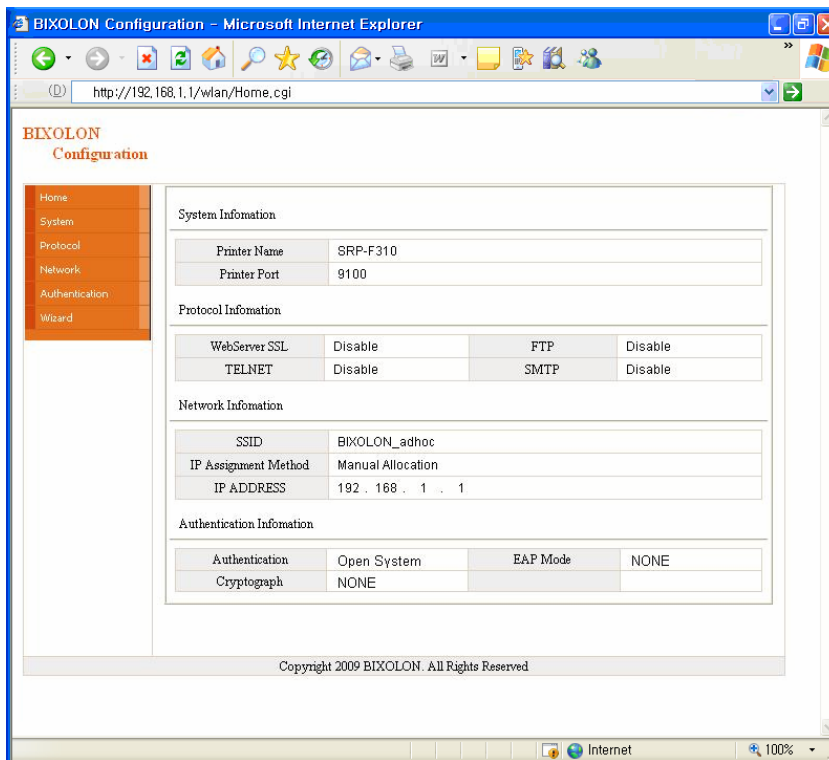 BIXOLON Configuration - Microsoft Internet Explorer
(D) http://192,168,1,1/wlan/Home,cgi
BIXOLON
Configuration
Home
System
Protocol
Network
Authentication
Wizard
System Infomation
Printer Name SRP-F310
Printer Port 9100
Protocol Infomation
WebServer SSL Disable FTP Disable
TELNET Disable SMTP Disable
Network Infomation
SSID BIXOLON_adhoc
IP Assignment Method Manual Allocation
IP ADDRESS 192 . 168 . 1 . 1
Authentication Infomation
Authentication Open System EAP Mode NONE
Cryptograph NONE
Copyright 2009 BIXOLON. All Rights Reserved
Internet 100%